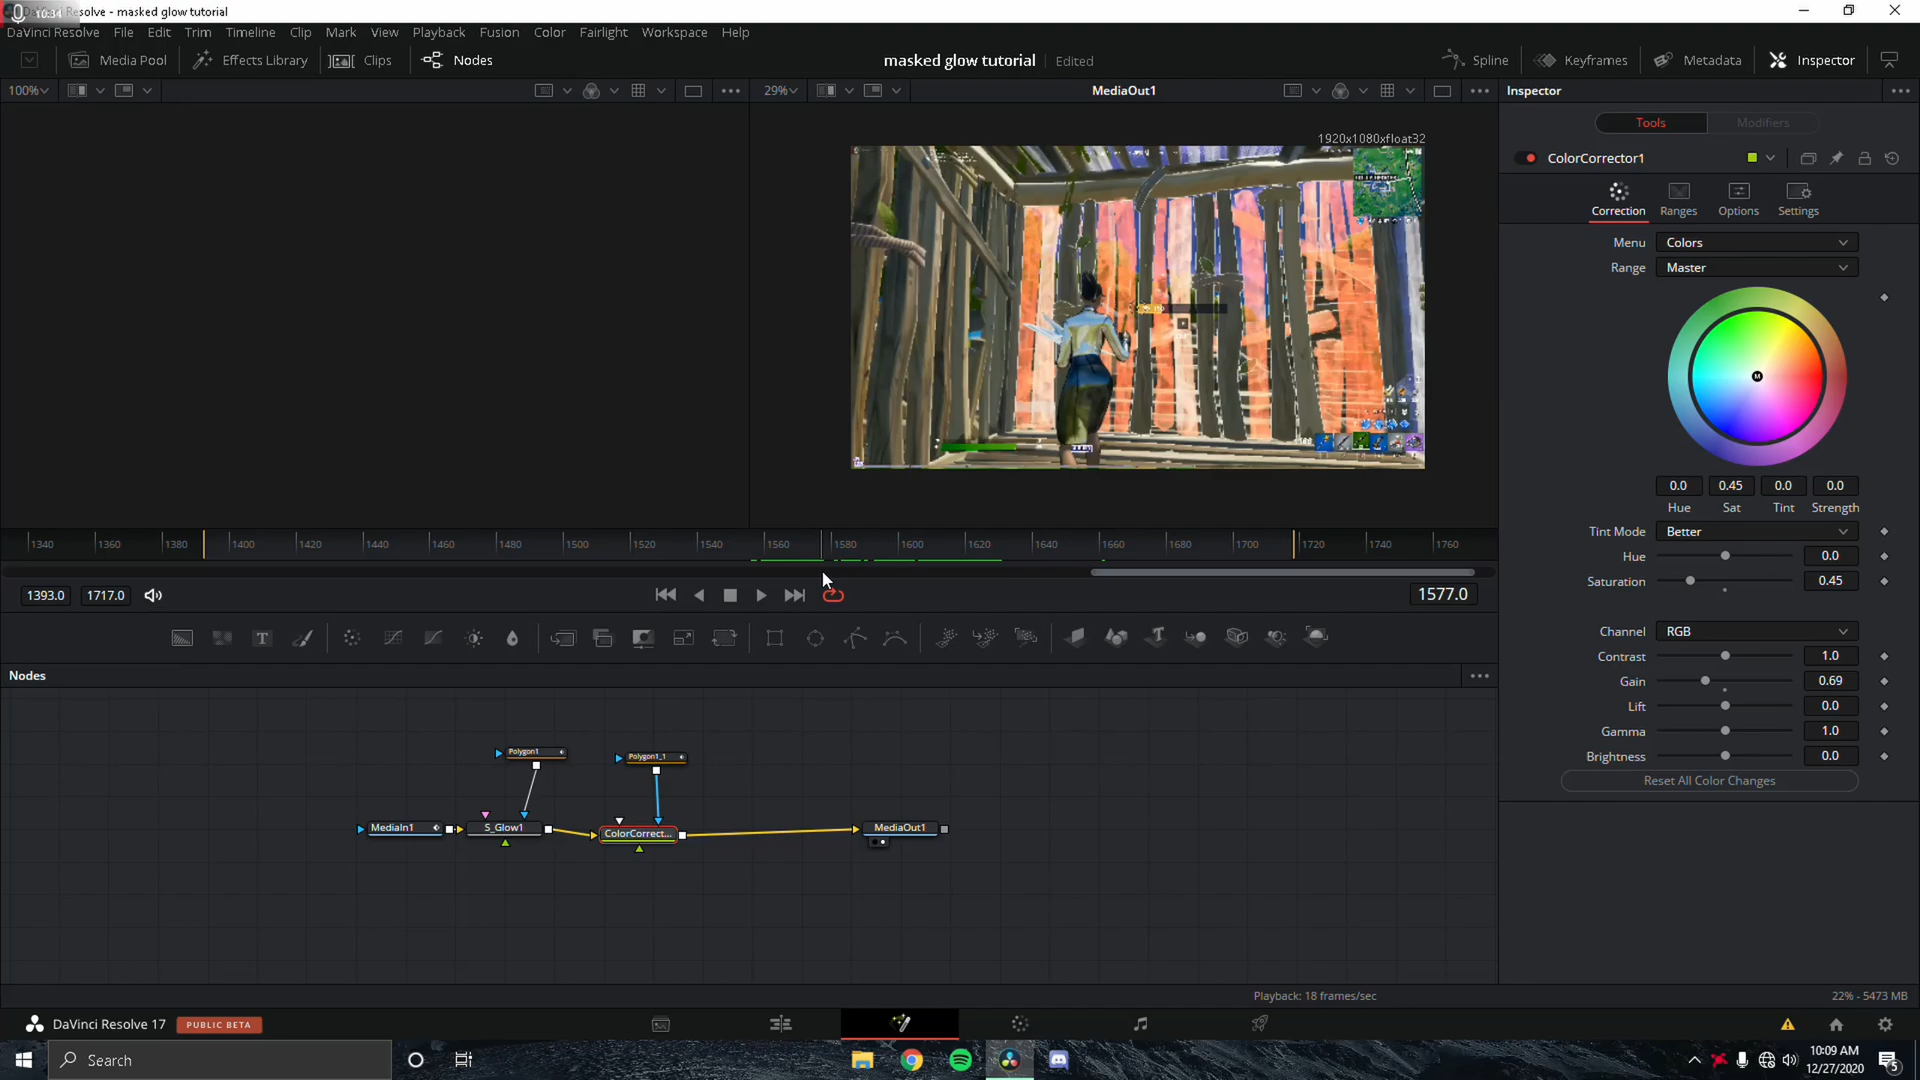 10:34
Resolve - masked glow tutorial
DaVinci Resolve File Edit Trim Timeline Clip Mark View Playback Fusion Color Fairlight Workspace Help
Media Pool Effects Library Clips Nodes masked glow tutorial Edited Spline Keyframes Metadata Inspector
100% 29% MediaOut1 Inspector
1920x1080xfloat32
Tools Modifiers
ColorCorrector1
Correction Ranges Options Settings
Menu Colors
Range Master
M
0.0 0.45 0.0 0.0
Hue Sat Tint Strength
Tint Mode Better
Hue 0.0
Saturation 0.45
Channel RGB
Contrast 1.0
Gain 0.69
Lift 0.0
Gamma 1.0
Brightness 0.0
Reset All Color Changes
1340 1360 1380 1400 1420 1440 1460 1480 1500 1520 1540 1560 1580 1600 1620 1640 1660 1680 1700 1720 1740 1760
1393.0 1717.0 1577.0
T T
Nodes
Polygon1 Polygon1_1
MediaIn1 S_Glow1 ColorCorrect... MediaOut1
Playback: 18 frames/sec 22% - 5473 MB
DaVinci Resolve 17 PUBLIC BETA
Search
10:09 AM
12/27/2020
5